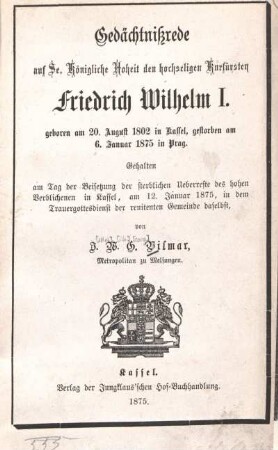 Gedächtnißrede
auf Se. Königliche Hoheit den hochseligen Kurfürsten
Friedrich Wilhelm I.
geboren am 20. August 1802 in Kassel, gestorben am
6. Januar 1875 in Prag.
Gehalten
am Tag der Beisetzung der sterblichen Ueberreste des hohen
Verblichenen in Kassel, am 12. Januar 1875, in dem
Trauergottesdienst der renitenten Gemeinde daselbst,
von
J. W. G. Vilmar,
Metropolitan zu Melsungen.
Kassel.
Verlag der Jungklaus'schen Hof-Buchhandlung.
1875.